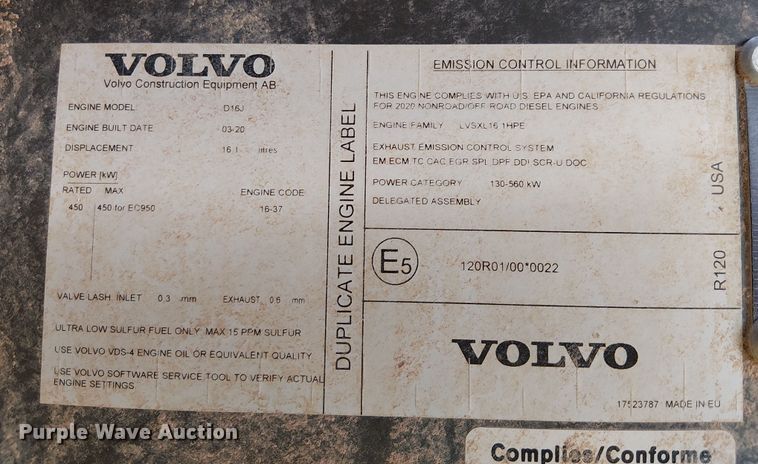 VOLVO
Volvo Construction Equipment AB
ENGINE MODEL D16J
ENGINE BUILT DATE 03-20
DISPLACEMENT 16.1 litres
POWER [kW]
RATED MAX ENGINE CODE
450 450 for EC950 16-37
VALVE LASH INLET 0.3 mm EXHAUST 0.6 mm
ULTRA LOW SULFUR FUEL ONLY MAX 15 PPM SULFUR
USE VOLVO VDS-4 ENGINE OIL OR EQUIVALENT QUALITY
USE VOLVO SOFTWARE SERVICE TOOL TO VERIFY ACTUAL
ENGINE SETTINGS
DUPLICATE ENGINE LABEL
EMISSION CONTROL INFORMATION
THIS ENGINE COMPLIES WITH U.S. EPA AND CALIFORNIA REGULATIONS
FOR 2020 NONROAD/OFF ROAD DIESEL ENGINES
ENGINE FAMILY LVSXL16.1HPE
EXHAUST EMISSION CONTROL SYSTEM
EM ECM TC CAC EGR SPL DPF DDI SCR-U DOC
POWER CATEGORY 130-560 kW
DELEGATED ASSEMBLY
USA
E5
120R01/00*0022
R120
VOLVO
17523787 MADE IN EU
Purple Wave Auction
Complies/Conforme